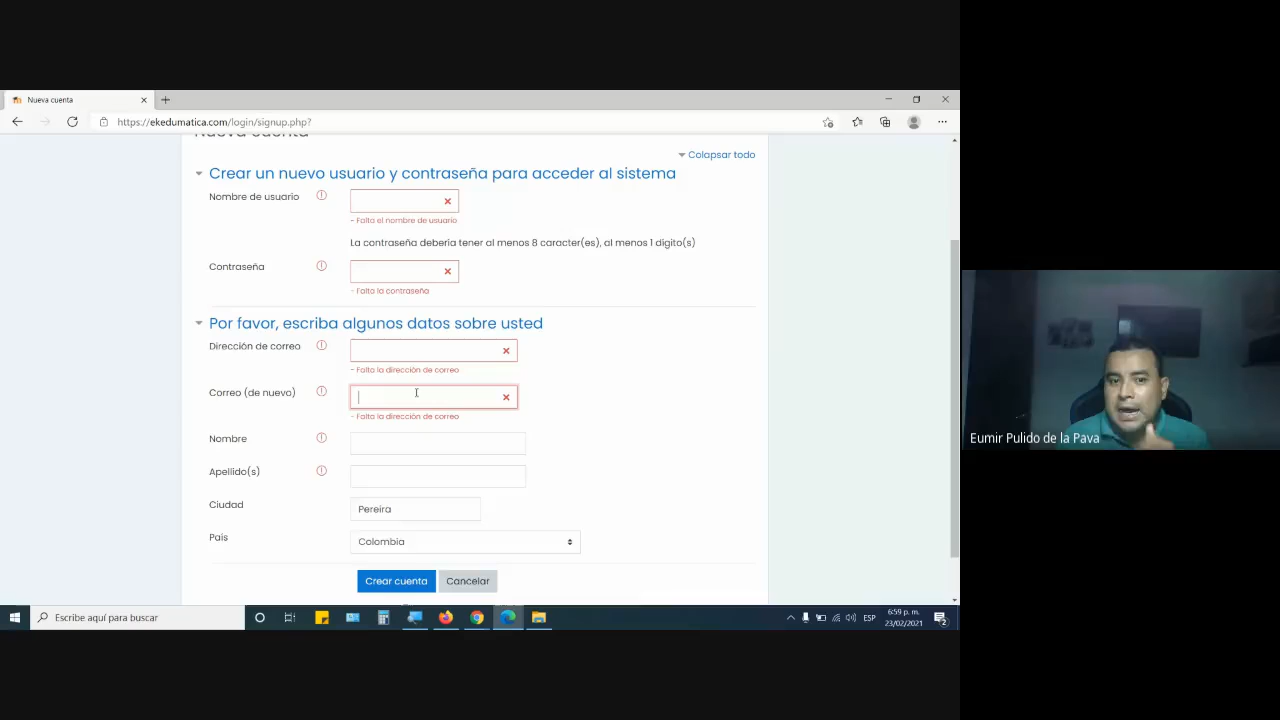 Nueva cuenta
https://ekedumatica.com/login/signup.php?
Nueva cuenta
Colapsar todo
Crear un nuevo usuario y contraseña para acceder al sistema
Nombre de usuario
- Falta el nombre de usuario
La contraseña debería tener al menos 8 caracter(es), al menos 1 dígito(s)
Contraseña
- Falta la contraseña
Por favor, escriba algunos datos sobre usted
Dirección de correo
- Falta la dirección de correo
Correo (de nuevo)
- Falta la dirección de correo
Nombre
Apellido(s)
Ciudad
Pereira
País
Colombia
Crear cuenta
Cancelar
Eumir Pulido de la Pava
Escribe aquí para buscar
ESP
6:59 p. m.
23/02/2021
2